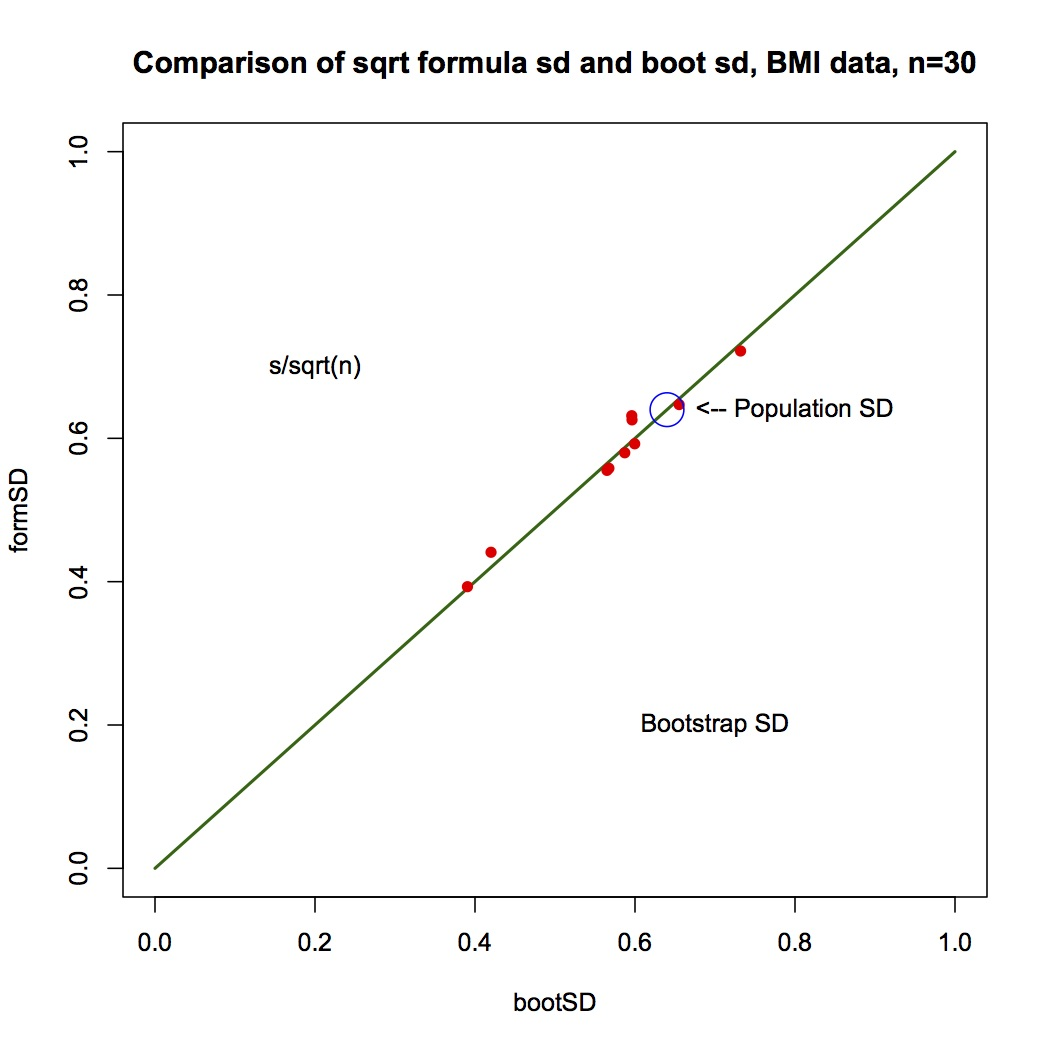 Comparison of sqrt formula sd and boot sd, BMI data, n=30
formSD
1.0
0.8
0.6
0.4
0.2
0.0
s/sqrt(n)
<-- Population SD
Bootstrap SD
0.0 0.2 0.4 0.6 0.8 1.0
bootSD